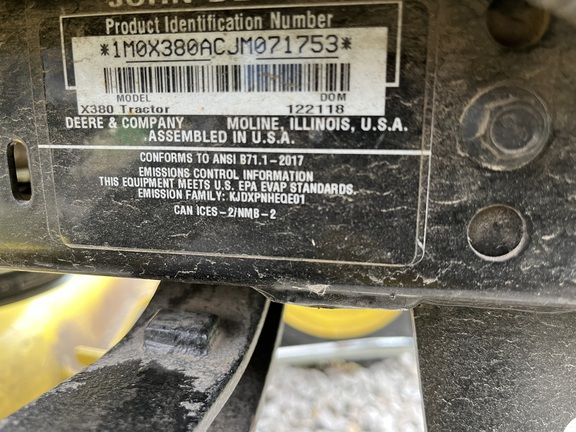 JOHN DEERE
Product Identification Number
*1M0X380ACJM071753*
MODEL DOM
X380 Tractor 122118
DEERE & COMPANY MOLINE, ILLINOIS, U.S.A.
ASSEMBLED IN U.S.A.
CONFORMS TO ANSI B71.1-2017
EMISSIONS CONTROL INFORMATION
THIS EQUIPMENT MEETS U.S. EPA EVAP STANDARDS.
EMISSION FAMILY: KJDXPNHEQE01
CAN ICES-2/NMB-2